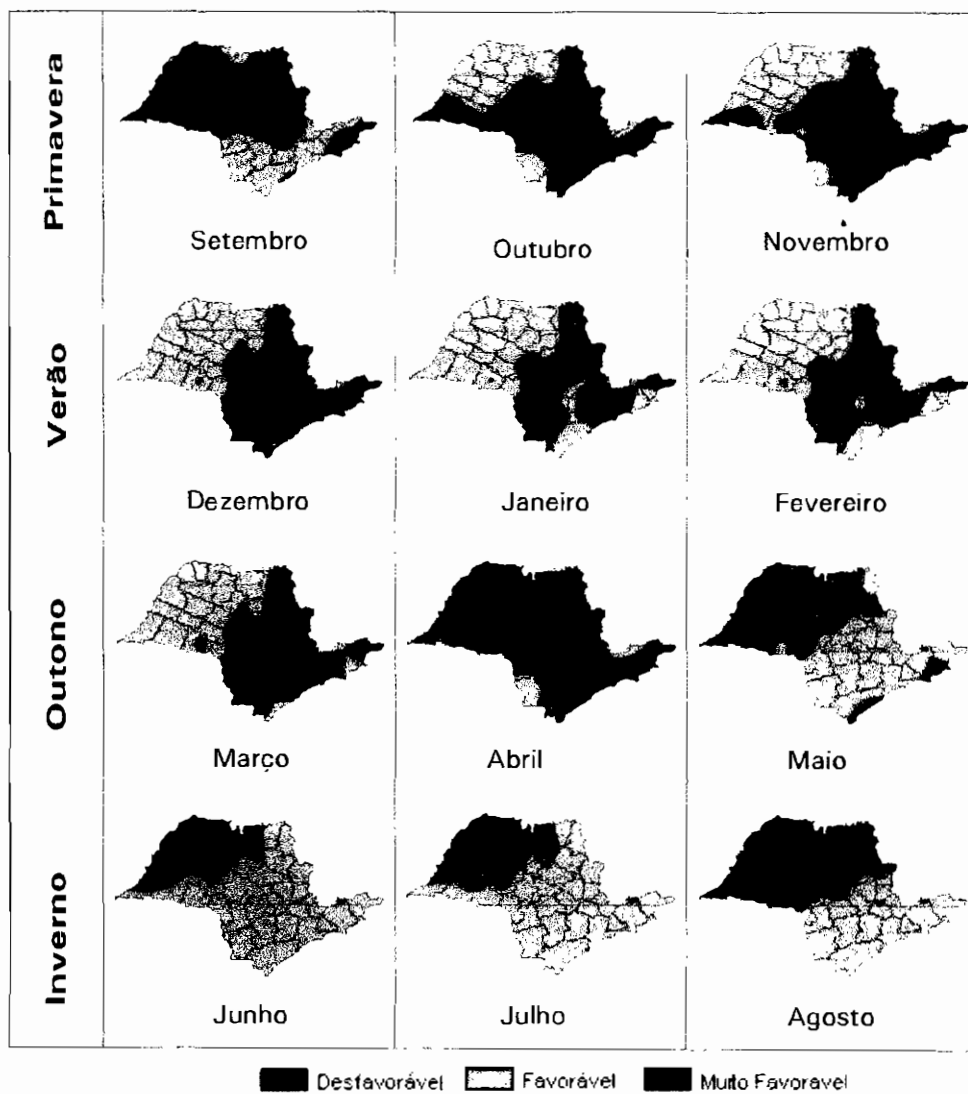 Primavera
Setembro
Outubro
Novembro
Verão
Dezembro
Janeiro
Fevereiro
Outono
Março
Abril
Maio
Inverno
Junho
Julho
Agosto
Desfavorável Favorável Muito Favoravel